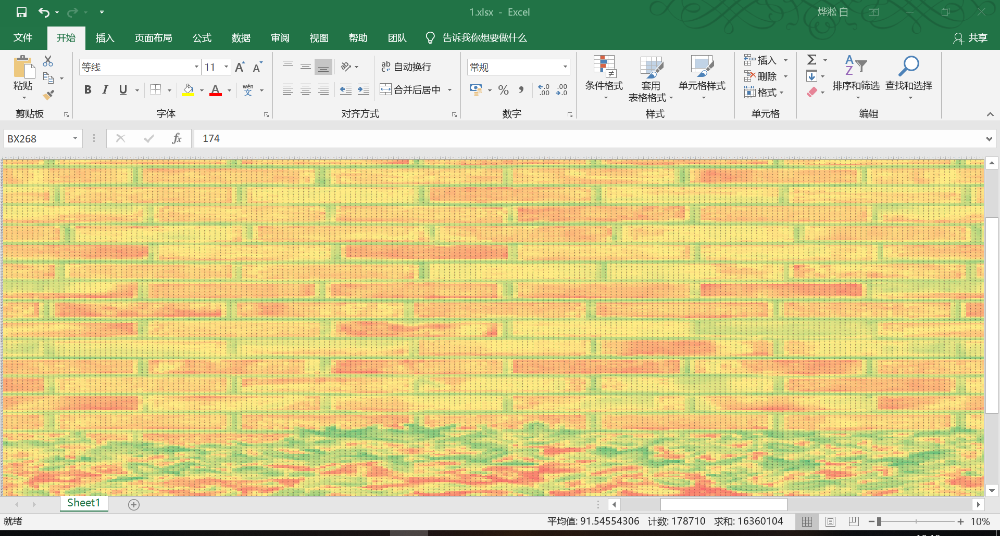 1.xlsx - Excel
烨淞 白
文件 开始 插入 页面布局 公式 数据 审阅 视图 帮助 团队 告诉我你想要做什么 共享
粘贴
剪贴板
等线 11
B I U wén 文
字体
ab c 自动换行
合并后居中
对齐方式
常规
% , .0 .00 .00 .0
数字
条件格式
套用
表格格式
单元格样式
样式
插入
删除
格式
单元格
Σ
A Z 排序和筛选
查找和选择
编辑
BX268 fx 174
Sheet1
就绪 平均值: 91.54554306 计数: 178710 求和: 16360104 10%